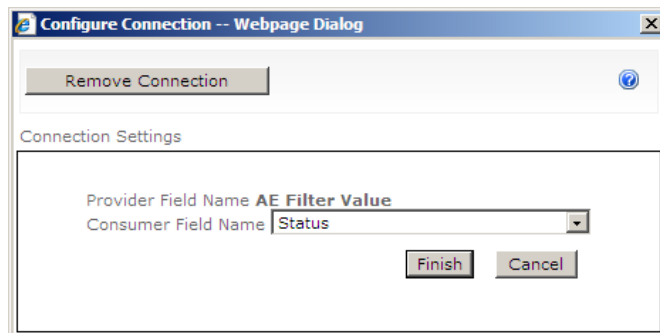 Configure Connection -- Webpage Dialog
Remove Connection
Connection Settings
Provider Field Name AE Filter Value
Consumer Field Name Status
Finish Cancel